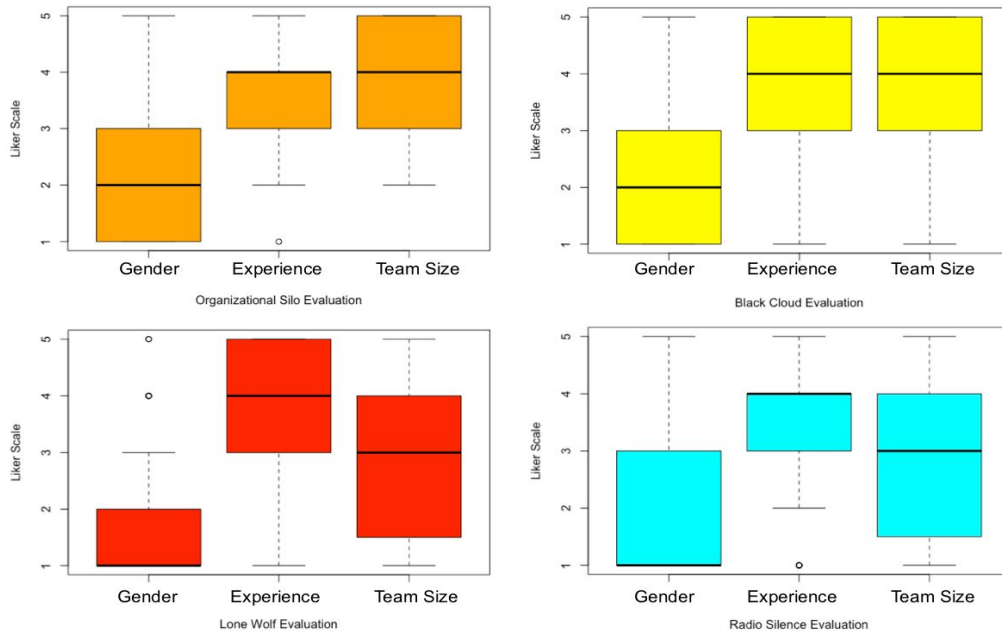 5
4
3
2
1
Liker Scale
Gender Experience Team Size
Organizational Silo Evaluation
5
4
3
2
1
Liker Scale
Gender Experience Team Size
Black Cloud Evaluation
5
4
3
2
1
Liker Scale
Gender Experience Team Size
Lone Wolf Evaluation
5
4
3
2
1
Liker Scale
Gender Experience Team Size
Radio Silence Evaluation